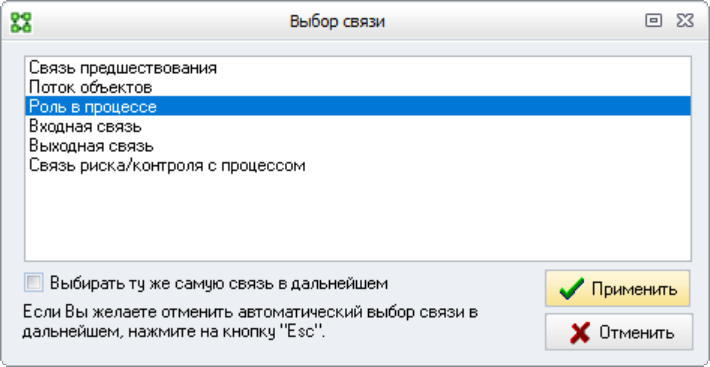 Выбор связи
Связь предшествования
Поток объектов
Роль в процессе
Входная связь
Выходная связь
Связь риска/контроля с процессом
Выбирать ту же самую связь в дальнейшем
Применить
Если Вы желаете отменить автоматический выбор связи в
дальнейшем, нажмите на кнопку "Esc".
Отменить